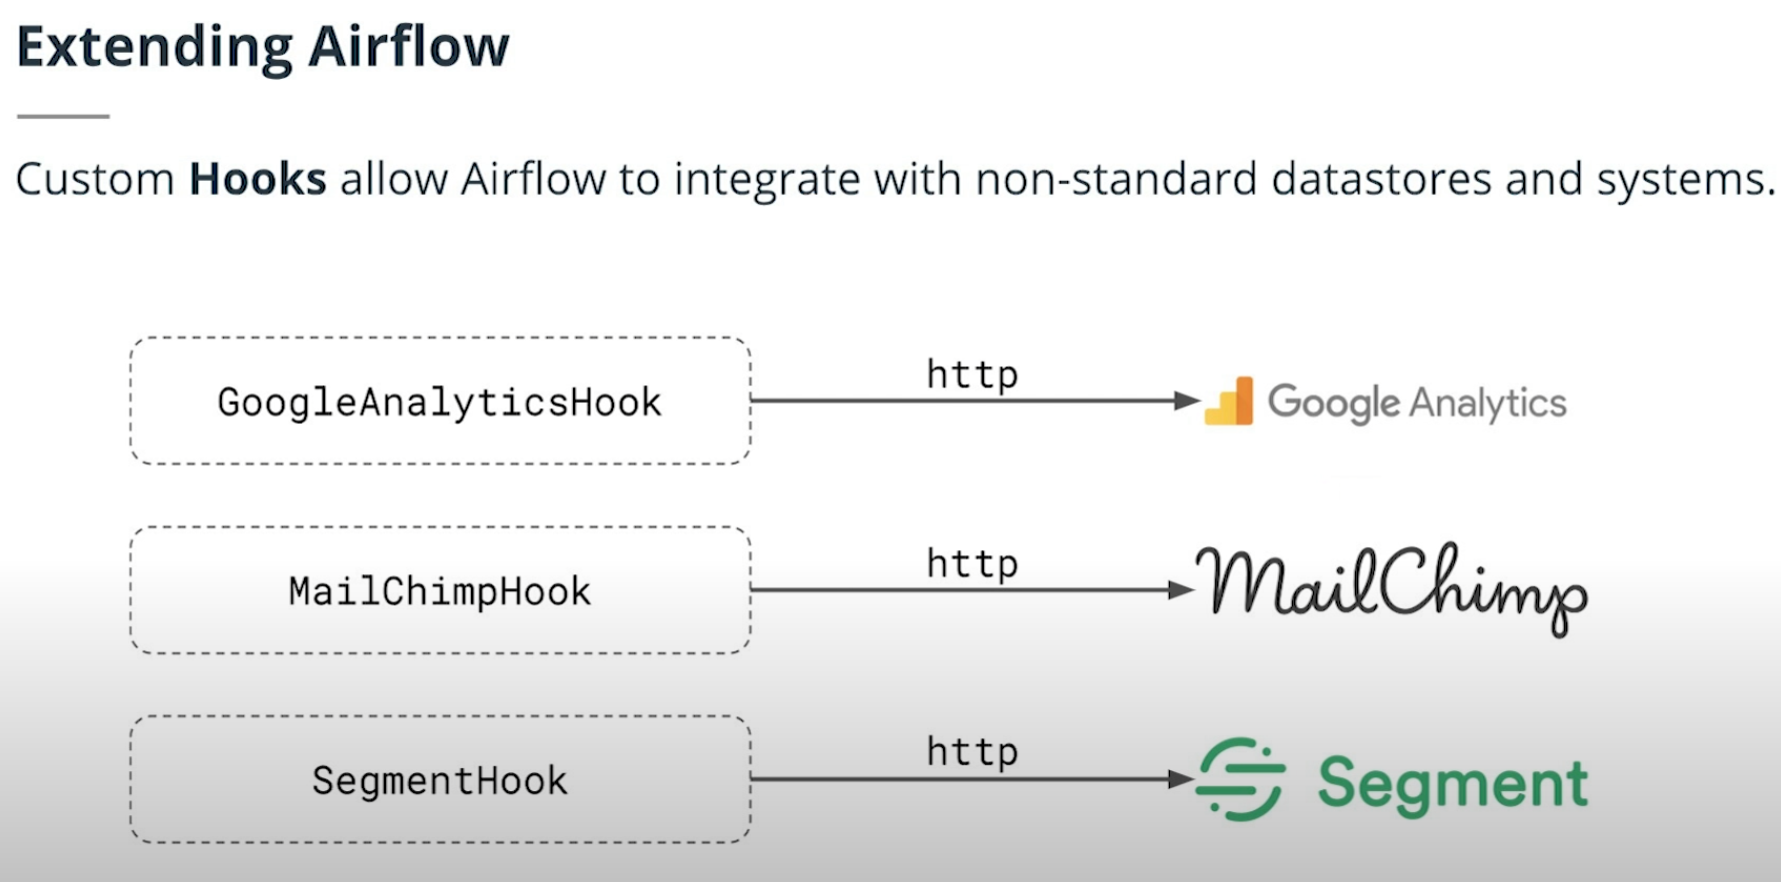 Extending Airflow
Custom Hooks allow Airflow to integrate with non-standard datastores and systems.
GoogleAnalyticsHook
http
Google Analytics
MailChimpHook
http
MailChimp
SegmentHook
http
Segment